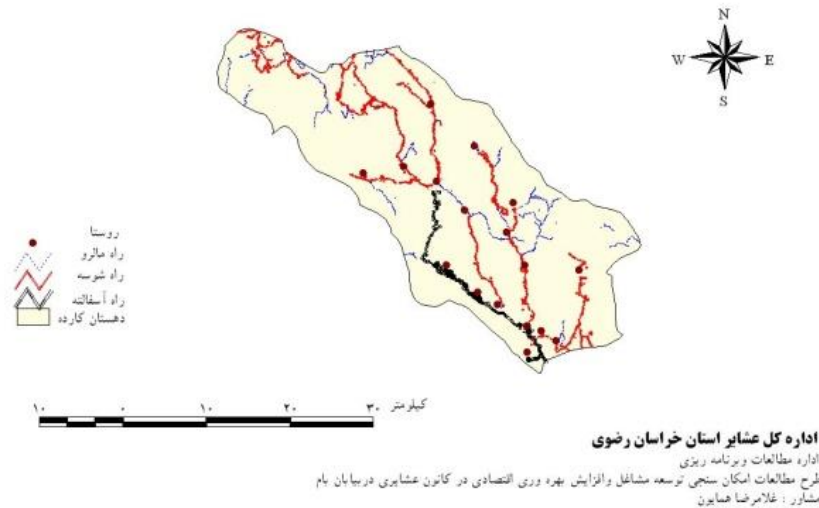 N
W E
S
روستا
راه مالرو
راه شوسه
راه آسفالته
دهستان کارده
۱۰ ۰ ۱۰ ۲۰ ۳۰ کیلومتر
اداره کل عشایر استان خراسان رضوی
اداره مطالعات وبرنامه ریزی
طرح مطالعات امکان سنجی توسعه مشاغل وافزایش بهره وری اقتصادی در کانون عشایری دربیابان بام
مشاور : غلامرضا همایون